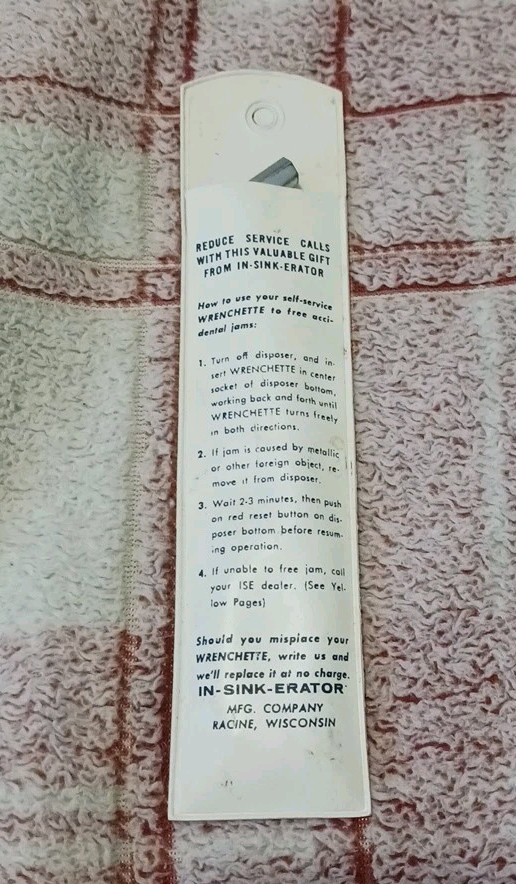 REDUCE SERVICE CALLS
WITH THIS VALUABLE GIFT
FROM IN-SINK-ERATOR
How to use your self-service
WRENCHETTE to free acci-
dental jams:
1. Turn off disposer, and in-
sert WRENCHETTE in center
socket of disposer bottom,
working back and forth until
WRENCHETTE turns freely
in both directions.
2. If jam is caused by metallic
or other foreign object, re-
move it from disposer.
3. Wait 2-3 minutes, then push
on red reset button on dis-
poser bottom before resum-
ing operation.
4. If unable to free jam, call
your ISE dealer. (See Yel-
low Pages)
Should you misplace your
WRENCHETTE, write us and
we'll replace it at no charge.
IN-SINK-ERATOR
MFG. COMPANY
RACINE, WISCONSIN